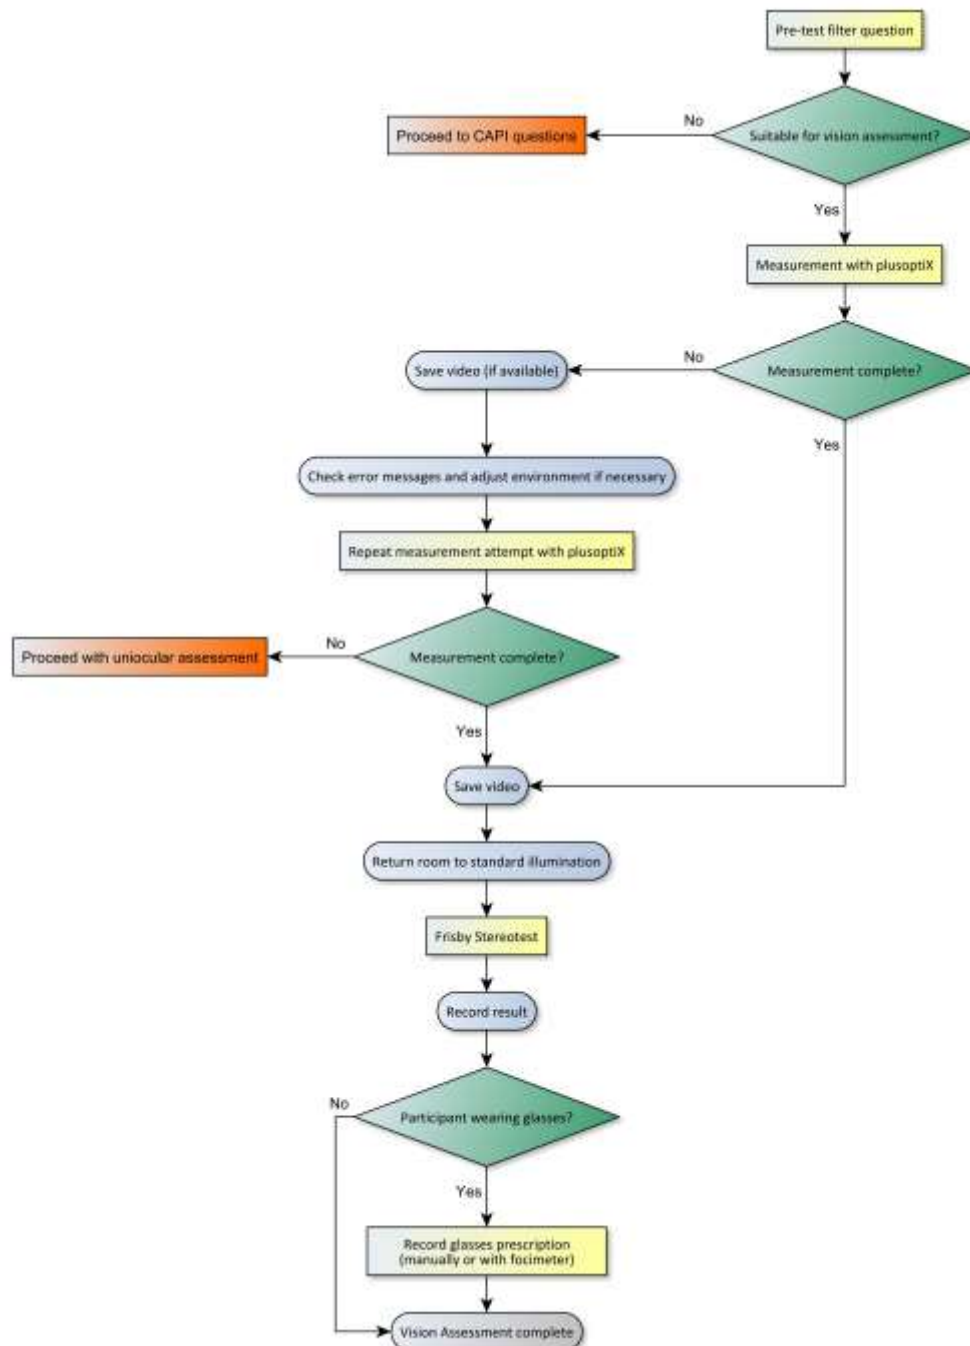 Pre-test filter question
Suitable for vision assessment?
No
Proceed to CAPI questions
Yes
Measurement with plusoptiX
Measurement complete?
No
Save video (if available)
Yes
Check error messages and adjust environment if necessary
Repeat measurement attempt with plusoptiX
Measurement complete?
No
Proceed with uniocular assessment
Yes
Save video
Return room to standard illumination
Frisby Stereotest
Record result
Participant wearing glasses?
No
Yes
Record glasses prescription
(manually or with focimeter)
Vision Assessment complete